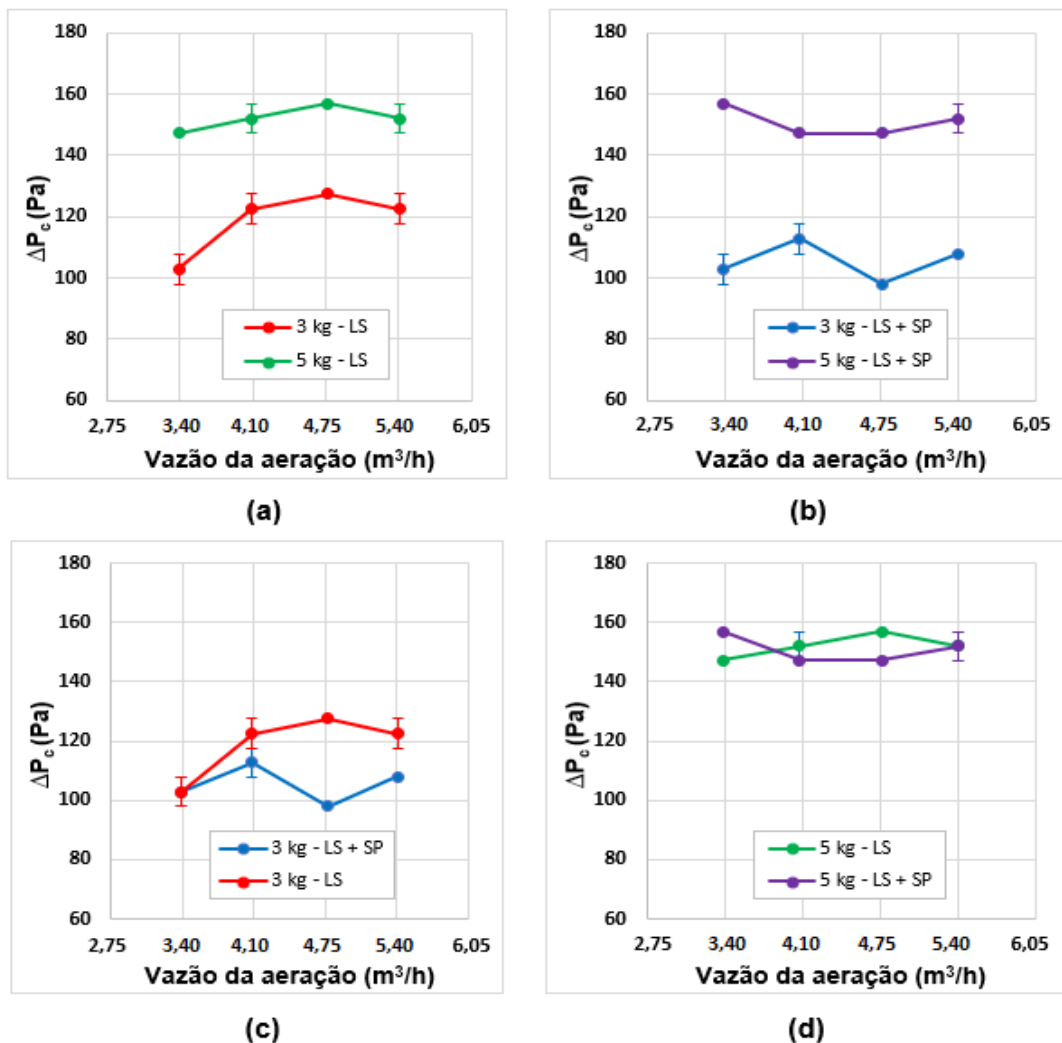 180
160
140
120
100
80
60
ΔPc (Pa)
3 kg - LS
5 kg - LS
2,75 3,40 4,10 4,75 5,40 6,05
Vazão da aeração (m³/h)
(a)
180
160
140
120
100
80
60
ΔPc (Pa)
3 kg - LS + SP
5 kg - LS + SP
2,75 3,40 4,10 4,75 5,40 6,05
Vazão da aeração (m³/h)
(b)
180
160
140
120
100
80
60
ΔPc (Pa)
3 kg - LS + SP
3 kg - LS
2,75 3,40 4,10 4,75 5,40 6,05
Vazão da aeração (m³/h)
(c)
180
160
140
120
100
80
60
ΔPc (Pa)
5 kg - LS
5 kg - LS + SP
2,75 3,40 4,10 4,75 5,40 6,05
Vazão da aeração (m³/h)
(d)